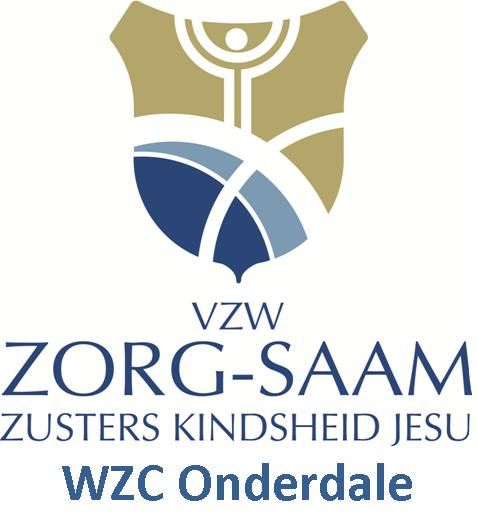 VZW
ZORG-SAAM
ZUSTERS KINDSHEID JESU
WZC Onderdale